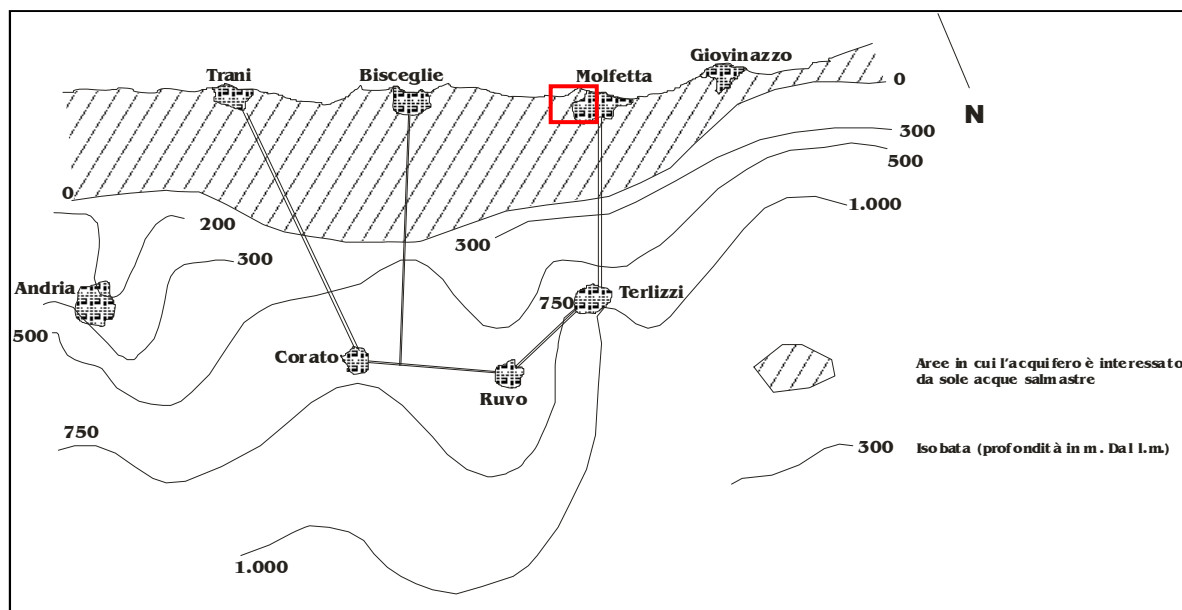 Giovinazzo
Trani
Bisceglie
Molfetta
0
N
300
500
0
1.000
200
300
300
Andria
750
Terlizzi
500
Corato
Ruvo
Aree in cui l'acquifero è interessato
da sole acque salmastre
750
300
Isobata (profondità in m. Dal l.m.)
1.000